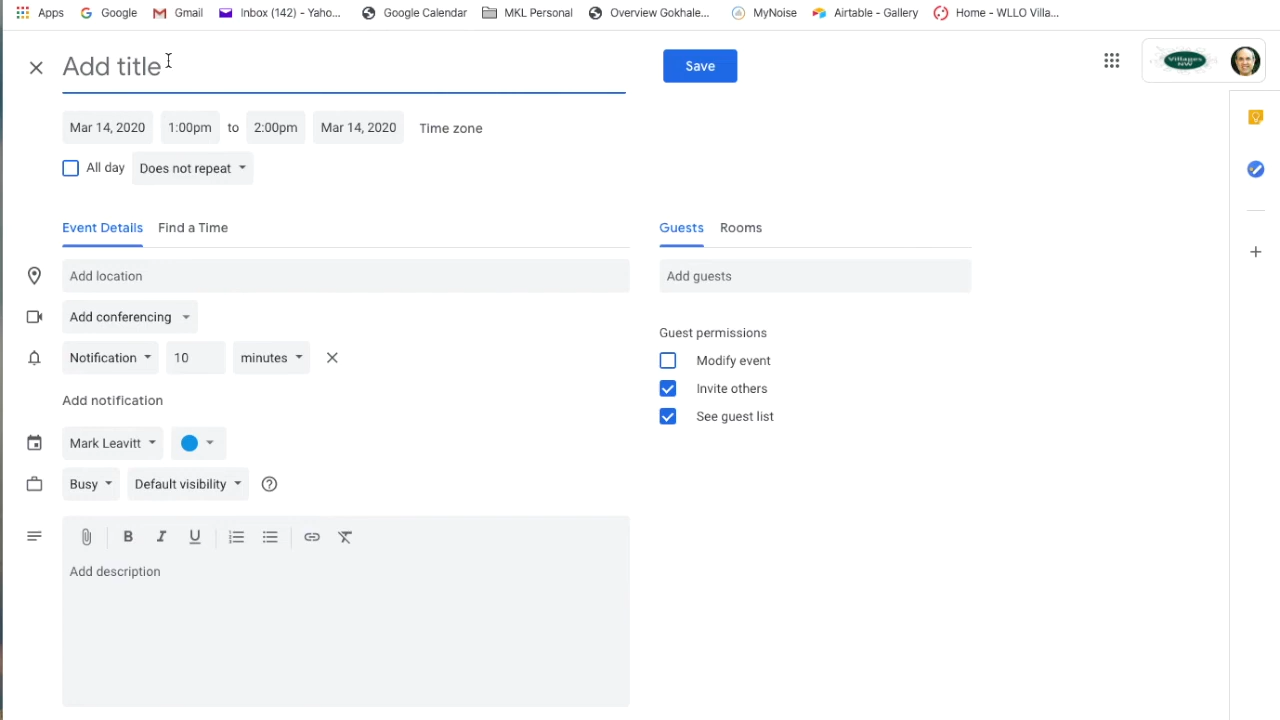 Apps Google Gmail Inbox (142) - Yaho... Google Calendar MKL Personal Overview Gokhale... MyNoise Airtable - Gallery Home - WLLO Villa...
Add title
Save
Villages NW
Mar 14, 2020 1:00pm to 2:00pm Mar 14, 2020 Time zone
All day Does not repeat
Event Details Find a Time
Guests Rooms
Add location
Add guests
Add conferencing
Guest permissions
Notification 10 minutes
Modify event
Invite others
Add notification
See guest list
Mark Leavitt
Busy Default visibility
B I U
Add description